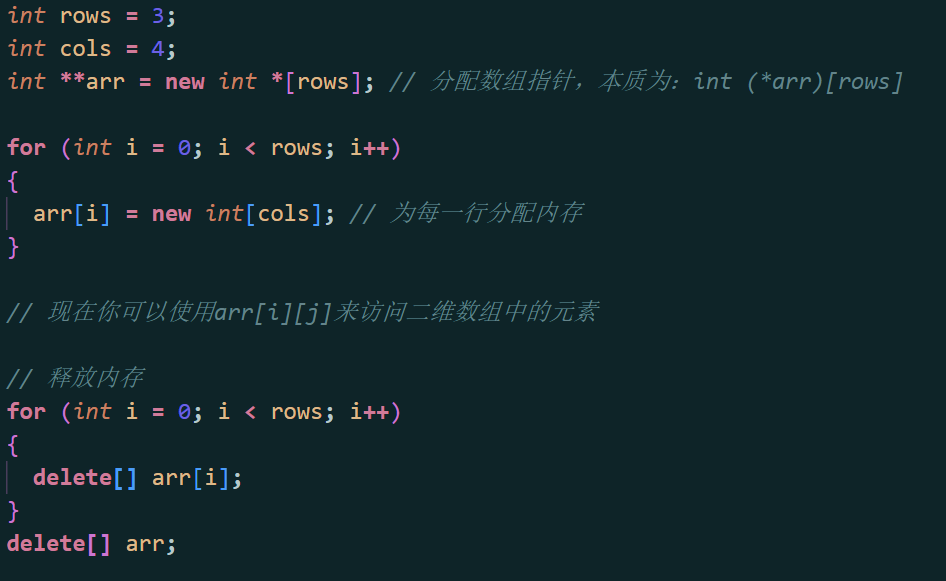 int rows = 3;
int cols = 4;
int **arr = new int *[rows]; // 分配数组指针，本质为：int (*arr)[rows]
for (int i = 0; i < rows; i++)
{
arr[i] = new int[cols]; // 为每一行分配内存
}
// 现在你可以使用arr[i][j]来访问二维数组中的元素
// 释放内存
for (int i = 0; i < rows; i++)
{
delete[] arr[i];
}
delete[] arr;